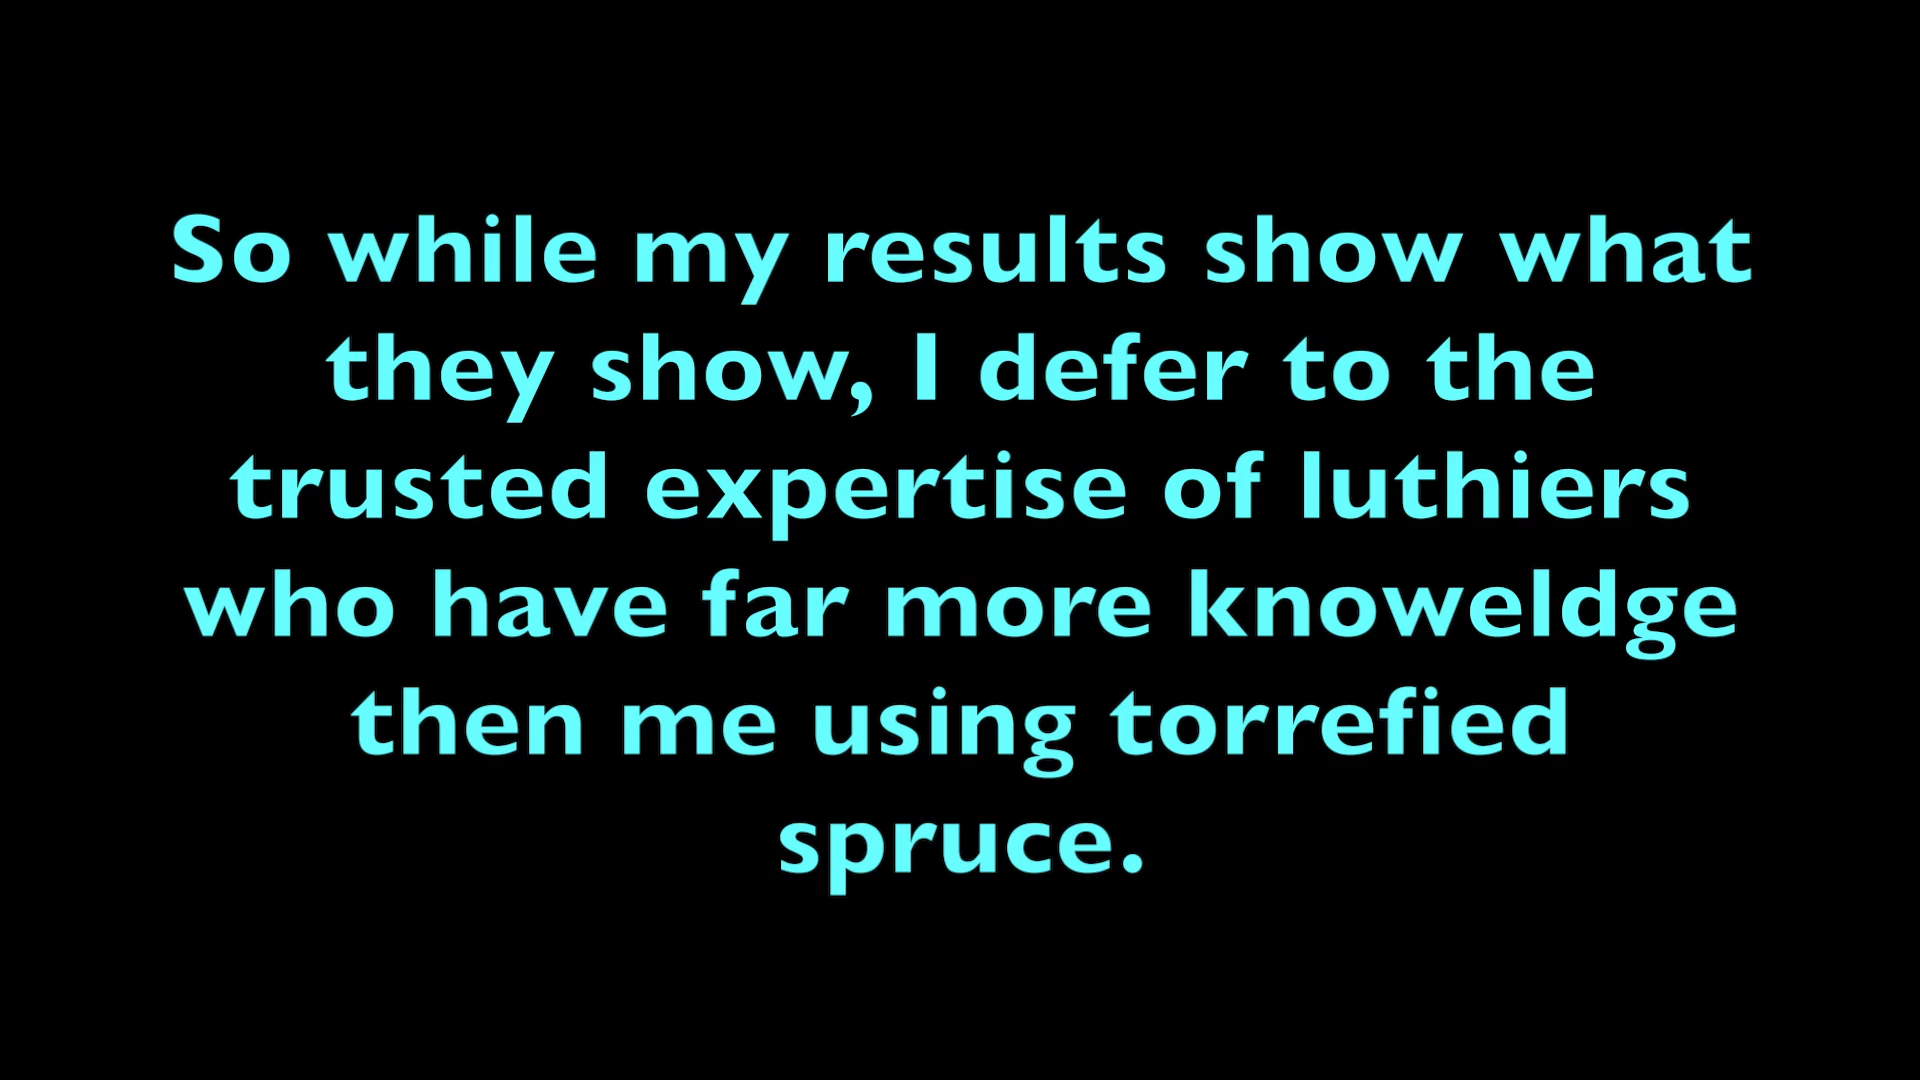 So while my results show what
they show, I defer to the
trusted expertise of luthiers
who have far more knoweldge
then me using torrefied
spruce.